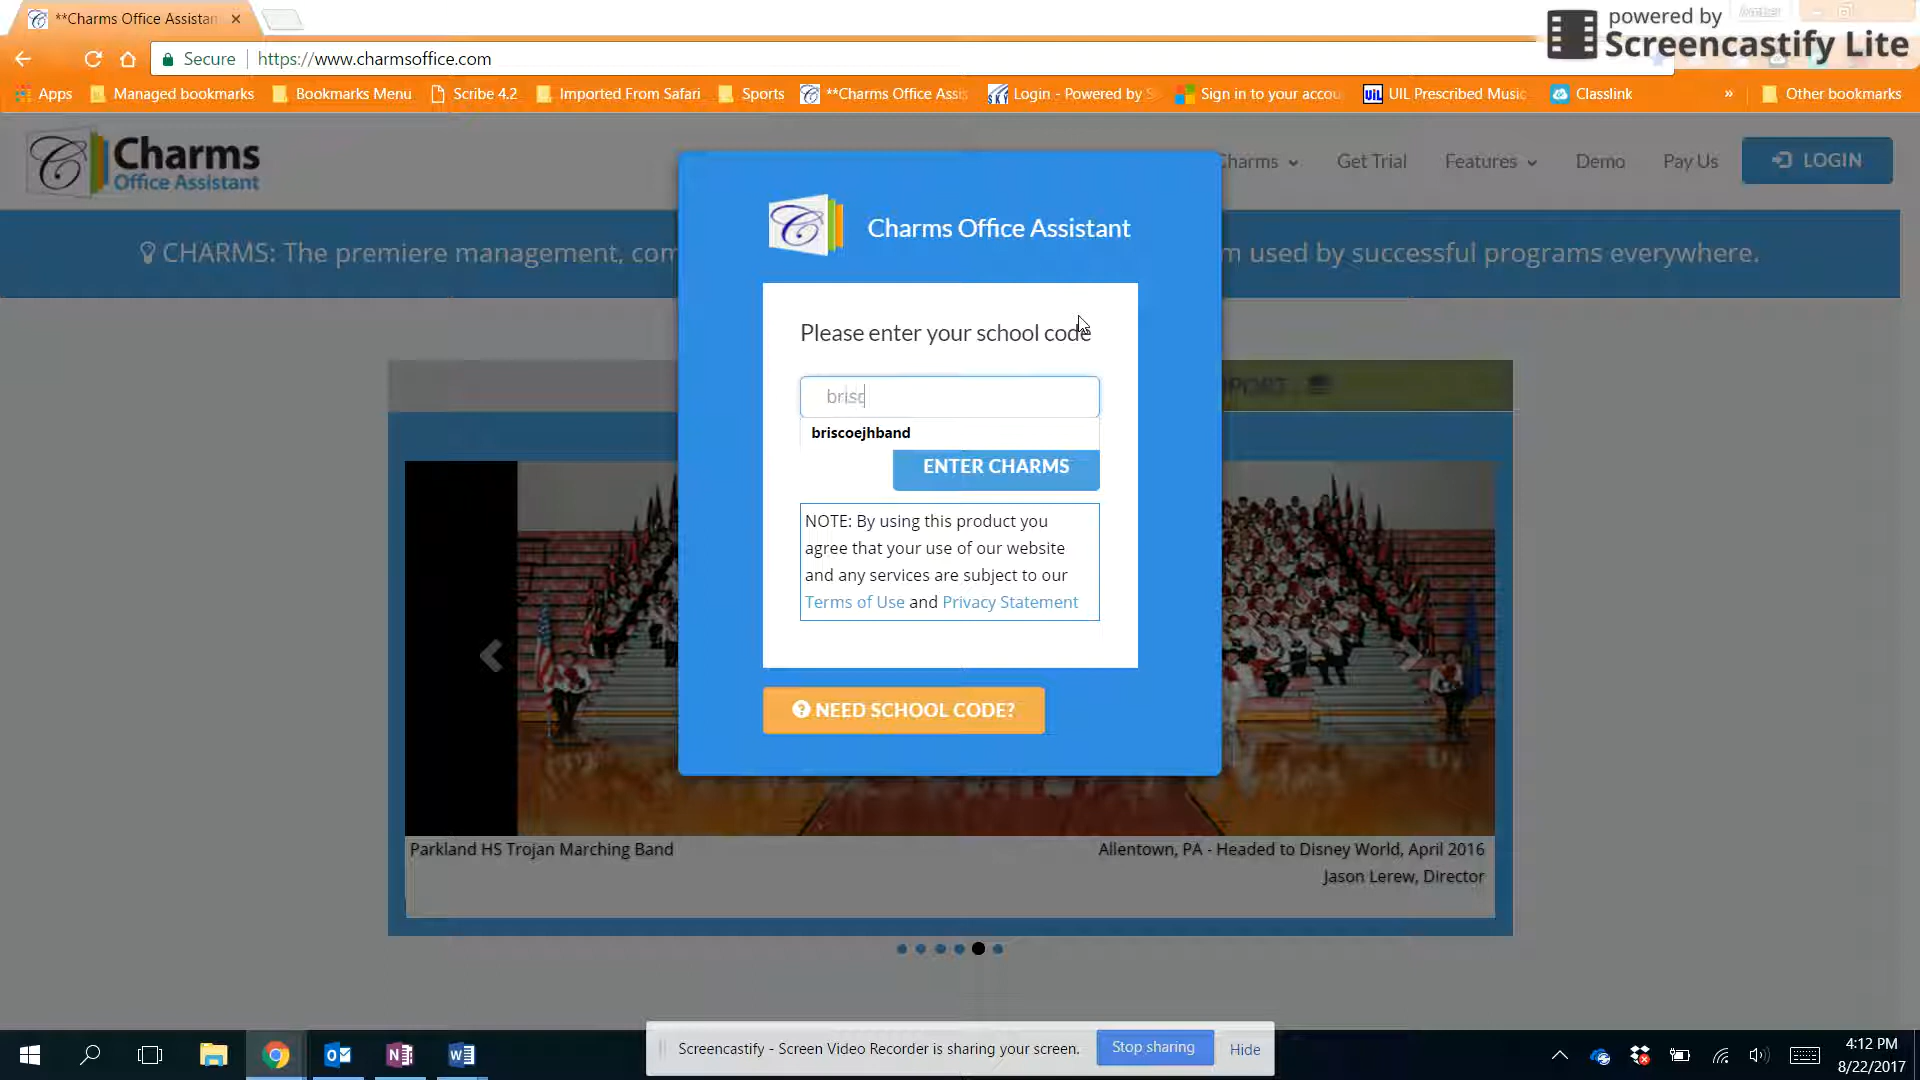 **Charms Office Assistan
powered by
Screencastify Lite
Secure
https://www.charmsoffice.com
Apps
Managed bookmarks
Bookmarks Menu
Scribe 4.2
Imported From Safari
Sports
**Charms Office Assis
Login - Powered by S
Sign in to your accou
UIL Prescribed Music
Classlink
»
Other bookmarks
Charms
Office Assistant
Charms
Get Trial
Features
Demo
Pay Us
LOGIN
CHARMS: The premiere management, com
m used by successful programs everywhere.
Charms Office Assistant
Please enter your school code
brisc
briscoejhband
ENTER CHARMS
NOTE: By using this product you
agree that your use of our website
and any services are subject to our
Terms of Use and Privacy Statement
NEED SCHOOL CODE?
Parkland HS Trojan Marching Band
Allentown, PA - Headed to Disney World, April 2016
Jason Lerew, Director
Screencastify - Screen Video Recorder is sharing your screen.
Stop sharing
Hide
4:12 PM
8/22/2017